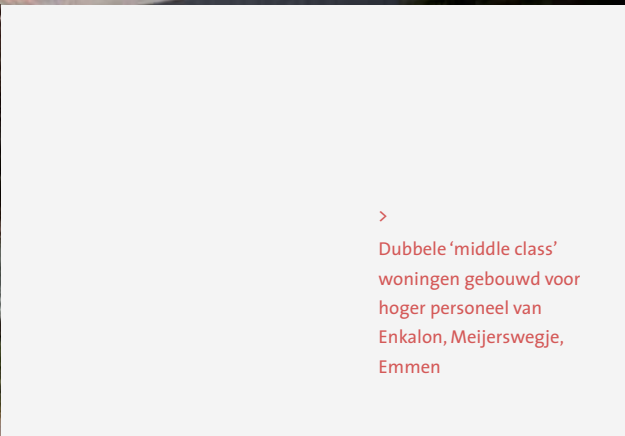 >
Dubbele ‘middle class’
woningen gebouwd voor
hoger personeel van
Enkalon, Meijerswegje,
Emmen